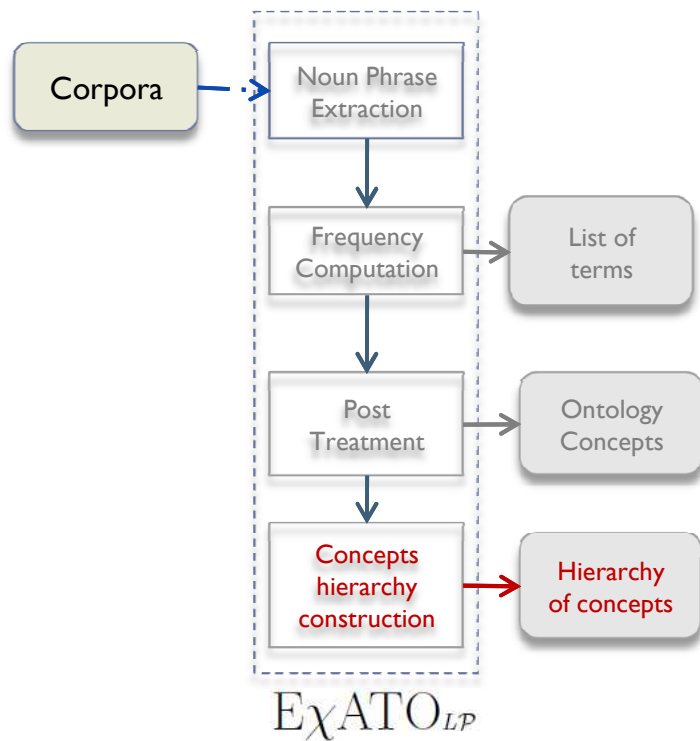 Corpora
Noun Phrase
Extraction
Frequency
Computation
List of
terms
Post
Treatment
Ontology
Concepts
Concepts
hierarchy
construction
Hierarchy
of concepts
EχATOLP